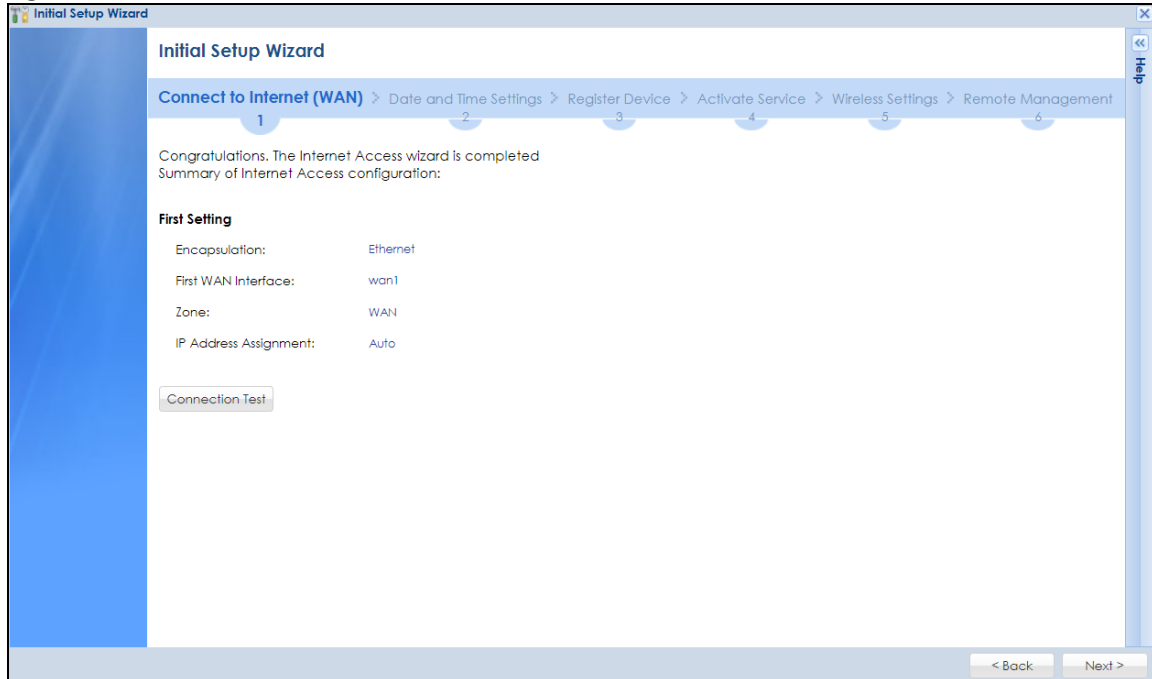 Initial Setup Wizard
Help
Initial Setup Wizard
Connect to Internet (WAN) > Date and Time Settings > Register Device > Activate Service > Wireless Settings > Remote Management
1 2 3 4 5 6
Congratulations. The Internet Access wizard is completed
Summary of Internet Access configuration:
First Setting
Encapsulation: Ethernet
First WAN Interface: wan1
Zone: WAN
IP Address Assignment: Auto
Connection Test
< Back Next >